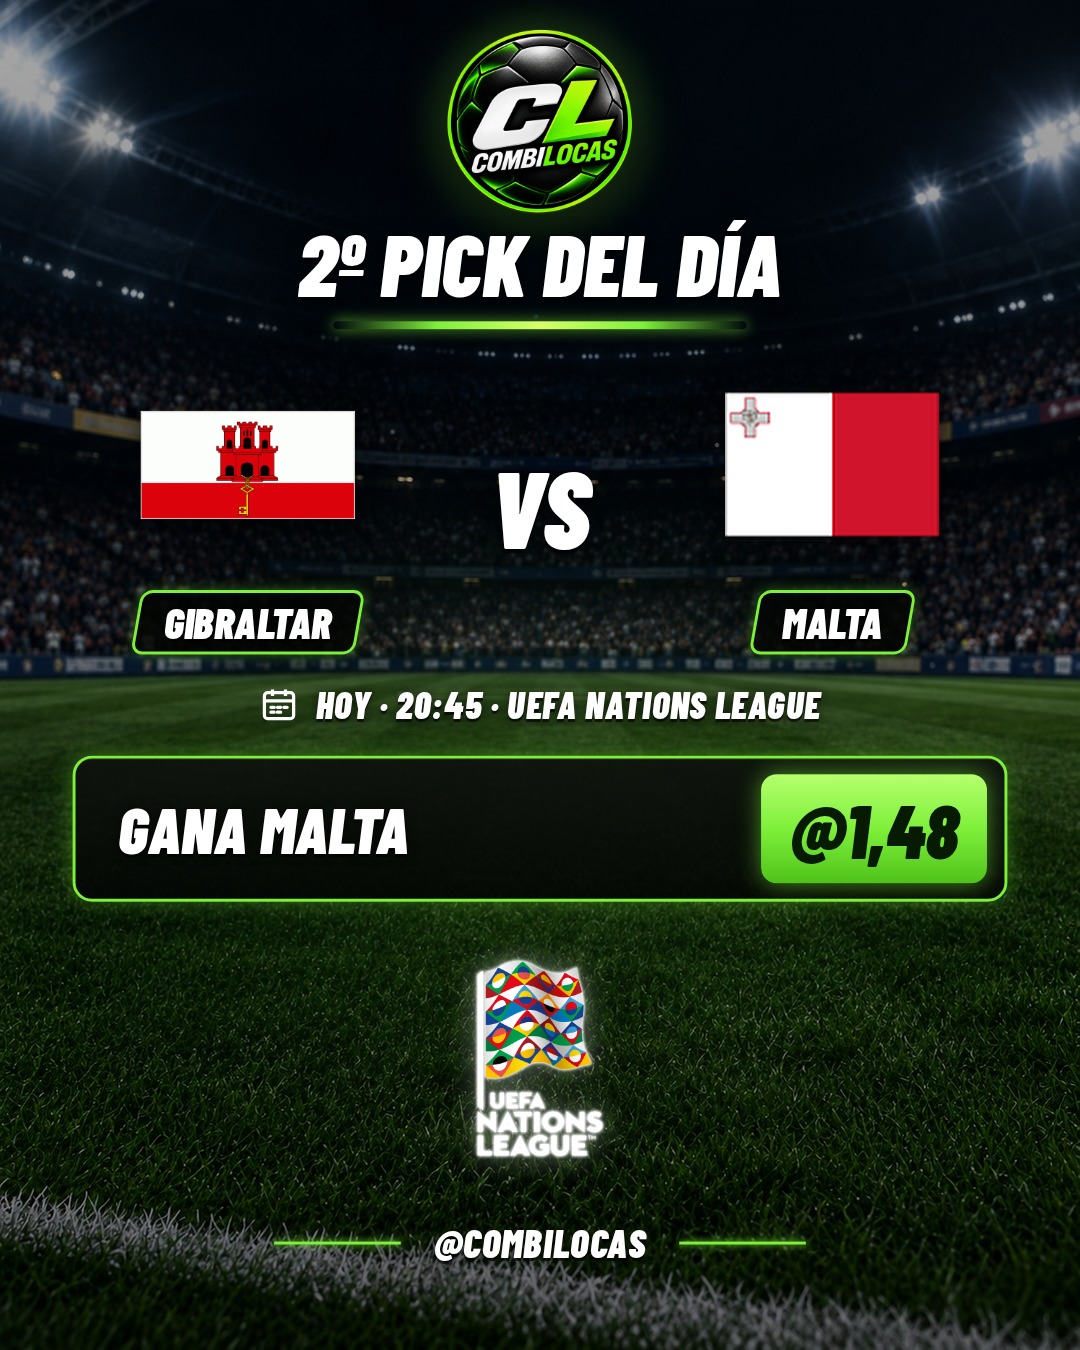 CL
COMBILOCAS
2º PICK DEL DÍA
VS
GIBRALTAR
MALTA
HOY · 20:45 · UEFA NATIONS LEAGUE
GANA MALTA
@1,48
UEFA
NATIONS
LEAGUE™
@COMBILOCAS